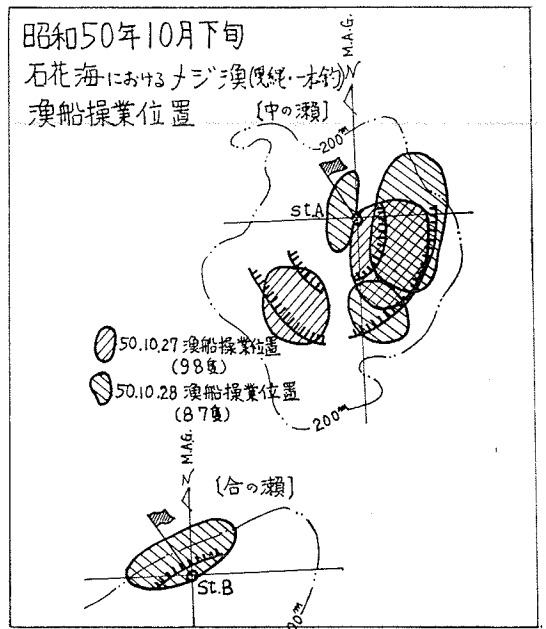 昭和50年10月下旬
石花海におけるメジ漁(曳縄・一本釣)
漁船操業位置
[中の瀬]
N M.A.G.
200m
St.A
50.10.27 漁船操業位置
(98隻)
50.10.28 漁船操業位置
(87隻)
200m
N M.A.G.
[合の瀬]
St.B